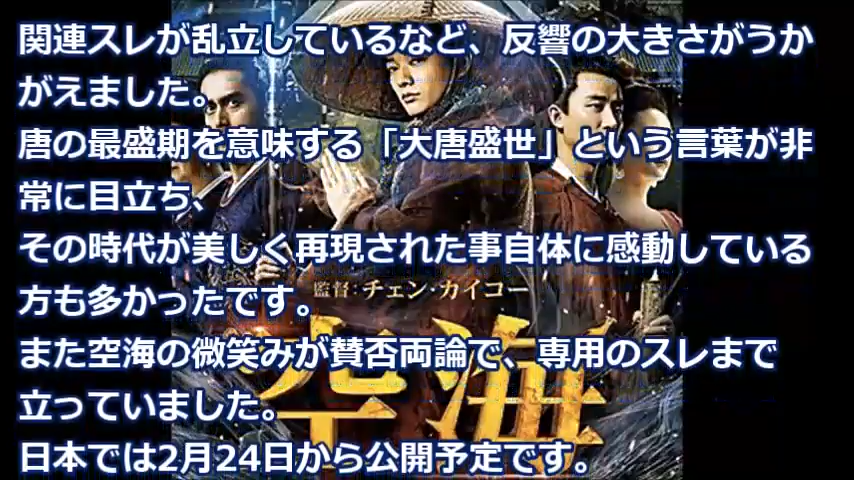 関連スレが乱立しているなど、反響の大きさがうか
がえました。
唐の最盛期を意味する「大唐盛世」という言葉が非
常に目立ち、
その時代が美しく再現された事自体に感動している
方も多かったです。
監督:チェン・カイコー
また空海の微笑みが賛否両論で、専用のスレまで
立っていました。
空海
日本では2月24日から公開予定です。